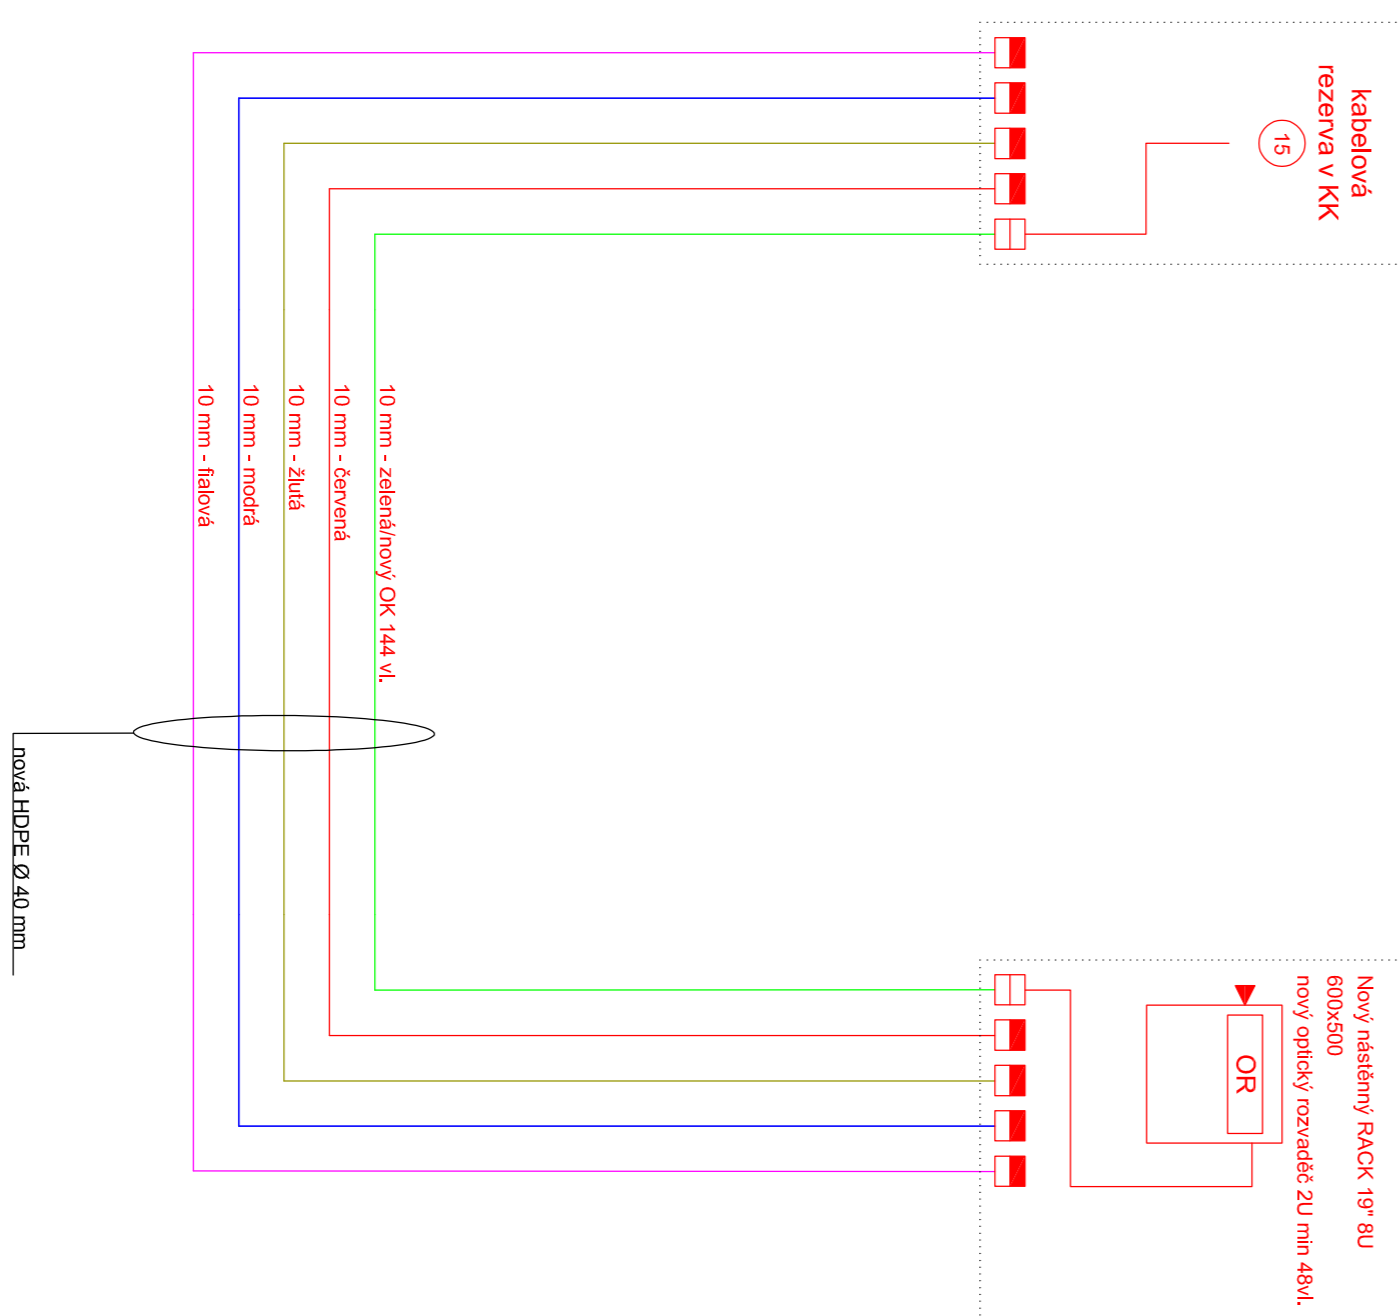 kabelová
rezerva v KK
15
Nový nástěnný RACK 19" 8U
600x500
nový optický rozvaděč 2U min 48vl.
OR
10 mm - zelená/nový OK 144 vl.
10 mm - červená
10 mm - žlutá
10 mm - modrá
10 mm - fialová
nová HDPE Ø 40 mm